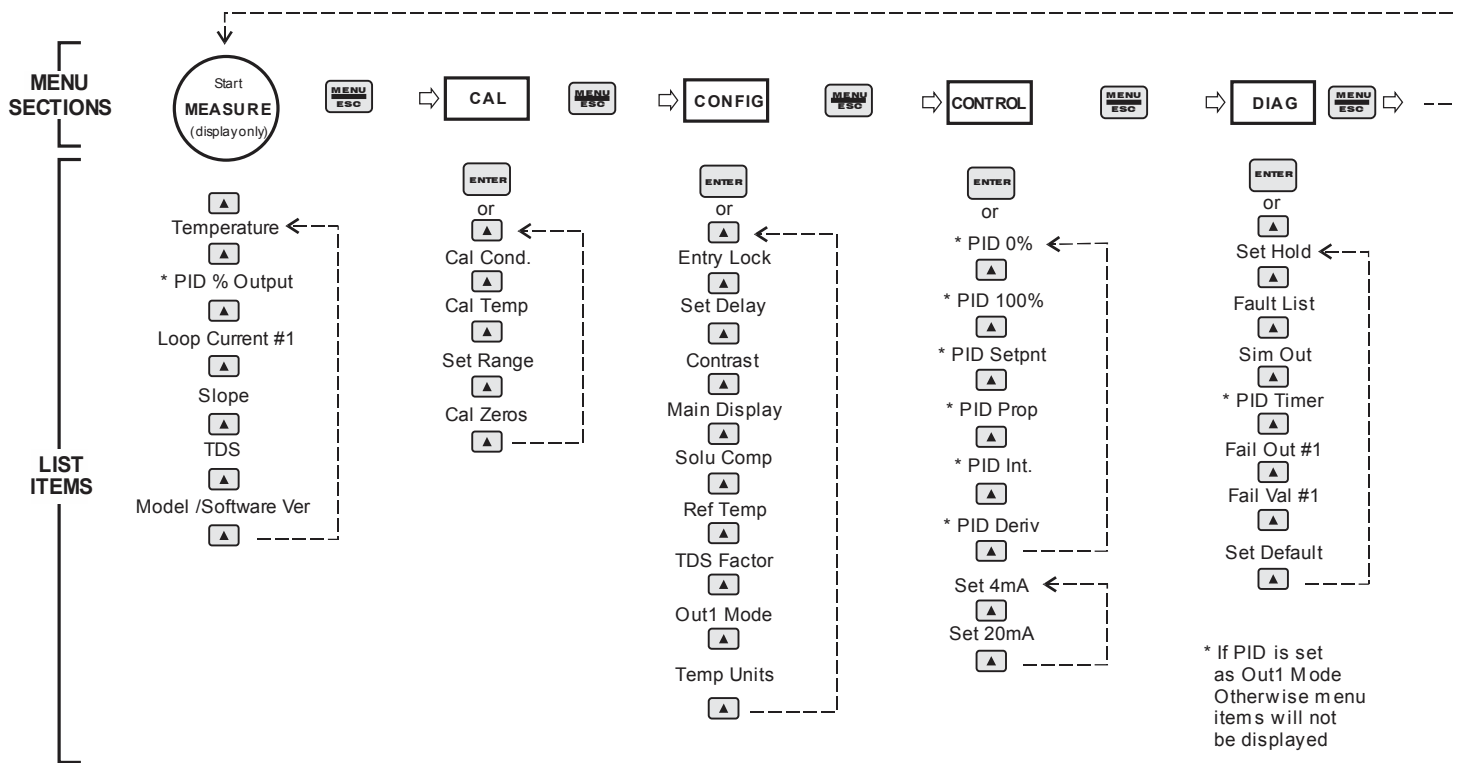 MENU
SECTIONS
Start
MEASURE
(display only)
MENU
ESC
CAL
MENU
ESC
CONFIG
MENU
ESC
CONTROL
MENU
ESC
DIAG
MENU
ESC
LIST
ITEMS
Temperature
* PID % Output
Loop Current #1
Slope
TDS
Model /Software Ver
ENTER
or
Cal Cond.
Cal Temp
Set Range
Cal Zeros
ENTER
or
Entry Lock
Set Delay
Contrast
Main Display
Solu Comp
Ref Temp
TDS Factor
Out1 Mode
Temp Units
ENTER
or
* PID 0%
* PID 100%
* PID Setpnt
* PID Prop
* PID Int.
* PID Deriv
Set 4mA
Set 20mA
ENTER
or
Set Hold
Fault List
Sim Out
* PID Timer
Fail Out #1
Fail Val #1
Set Default
* If PID is set
as Out1 Mode
Otherwise menu
items will not
be displayed